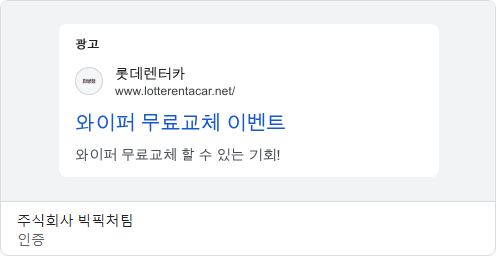 광고
롯데렌터카
www.lotterentacar.net/
와이퍼 무료교체 이벤트
와이퍼 무료교체 할 수 있는 기회!
주식회사 빅픽처팀
인증